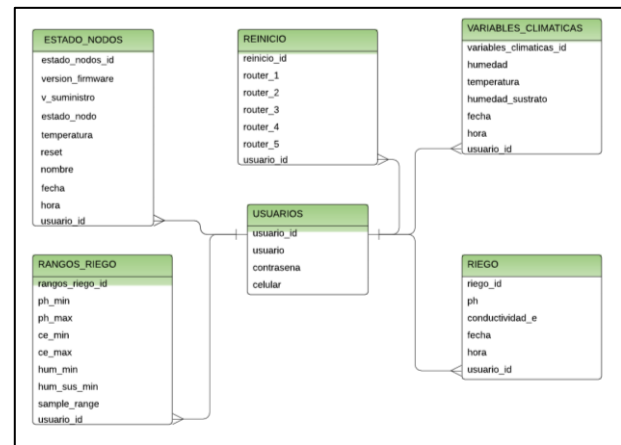 ESTADO_NODOS
estado_nodos_id
version_firmware
v_suministro
estado_nodo
temperatura
reset
nombre
fecha
hora
usuario_id
REINICIO
reinicio_id
router_1
router_2
router_3
router_4
router_5
usuario_id
VARIABLES_CLIMATICAS
variables_climaticas_id
humedad
temperatura
humedad_sustrato
fecha
hora
usuario_id
USUARIOS
usuario_id
usuario
contrasena
celular
RANGOS_RIEGO
rangos_riego_id
ph_min
ph_max
ce_min
ce_max
hum_min
hum_sus_min
sample_range
usuario_id
RIEGO
riego_id
ph
conductividad_e
fecha
hora
usuario_id